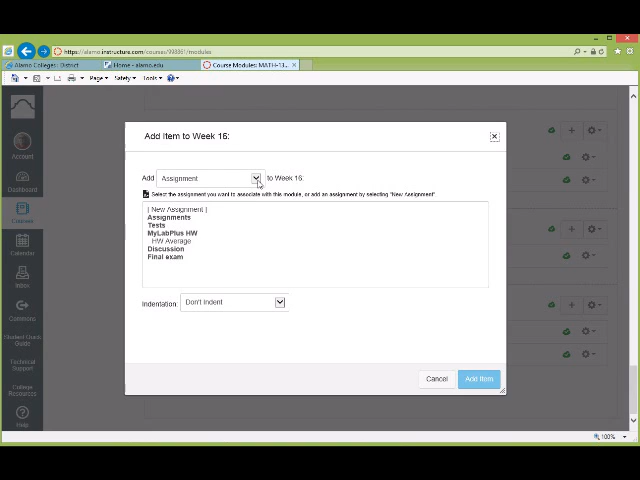 https://alamo.instructure.com/courses/998861/modules
Alamo Colleges : District
Home - alamo.edu
Course Modules: MATH-13...
Page
Safety
Tools
Account
Dashboard
Courses
Calendar
Inbox
Commons
Student Quick
Guide
Technical
Support
College
Resources
Help
Add Item to Week 16:
Add Assignment to Week 16:
Select the assignment you want to associate with this module, or add an assignment by selecting "New Assignment".
[ New Assignment ]
Assignments
Tests
MyLabPlus HW
HW Average
Discussion
Final exam
Indentation: Don't Indent
Cancel Add Item
100%